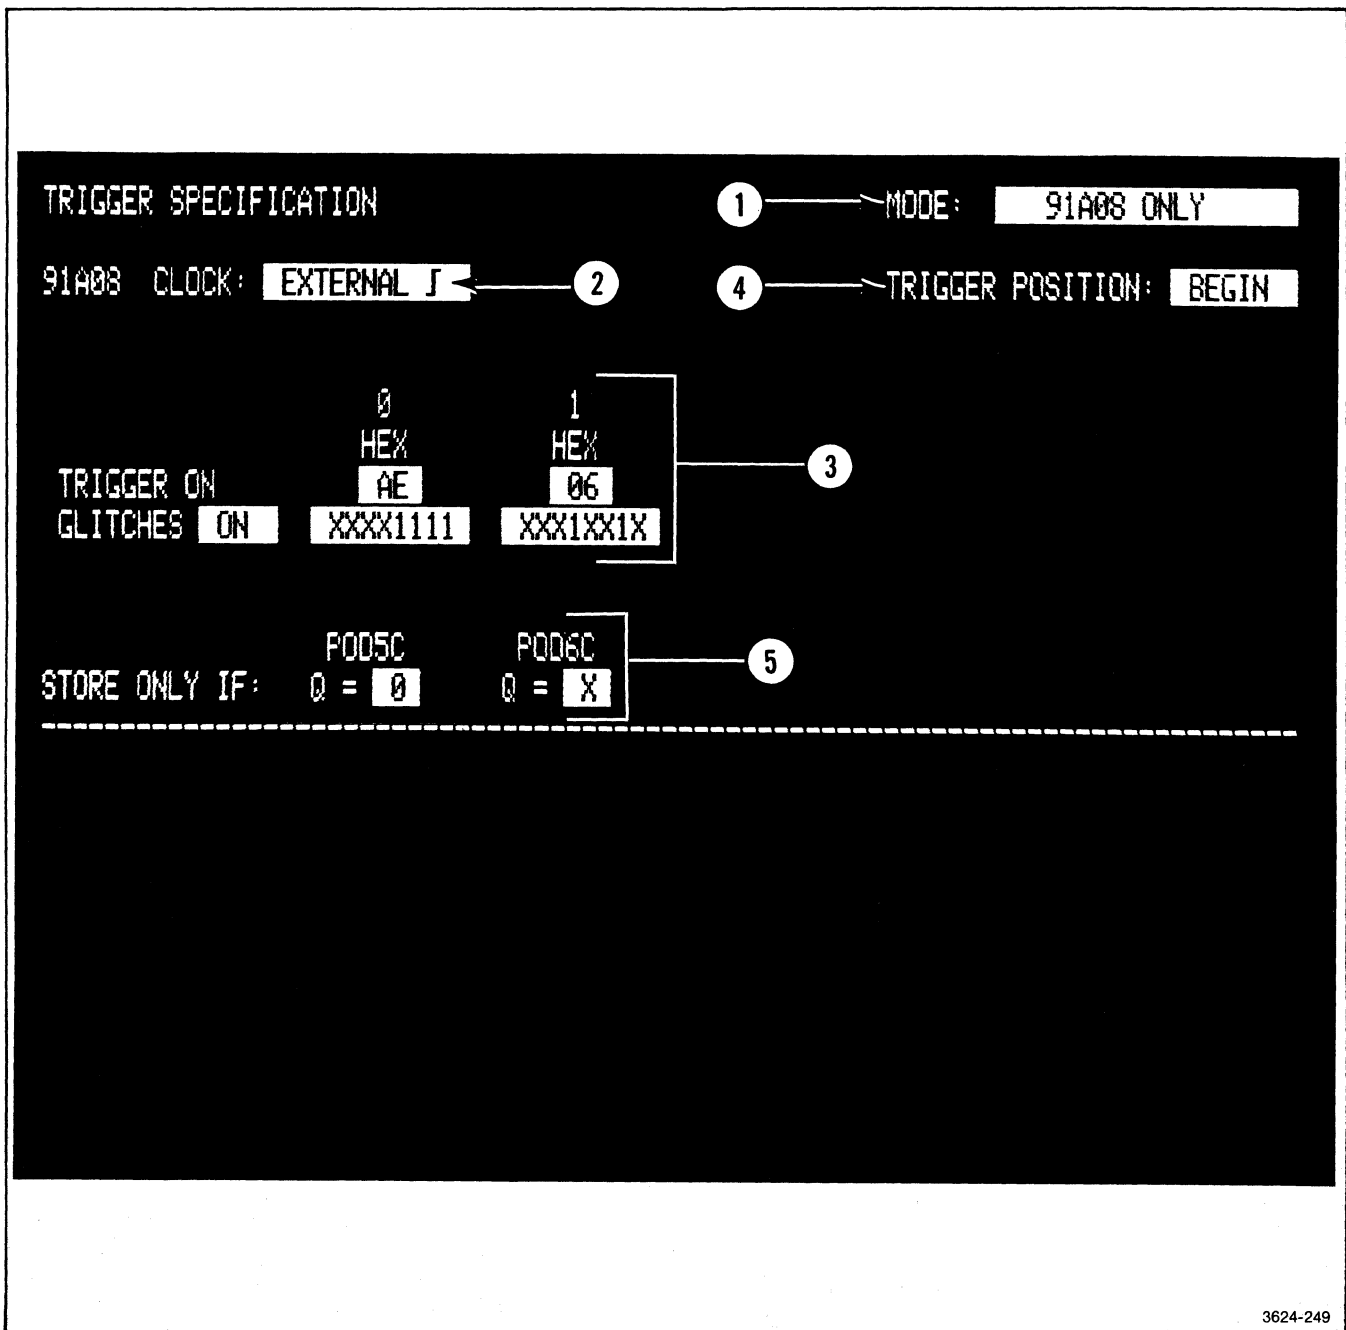 TRIGGER SPECIFICATION 1 MODE: 91A08 ONLY
91A08 CLOCK: EXTERNAL ʃ 2 4 TRIGGER POSITION: BEGIN
0 1
HEX HEX
3
TRIGGER ON AE 06
GLITCHES ON XXXX1111 XXX1XX1X
POD5C POD6C
5
STORE ONLY IF: Q = 0 Q = X
3624-249